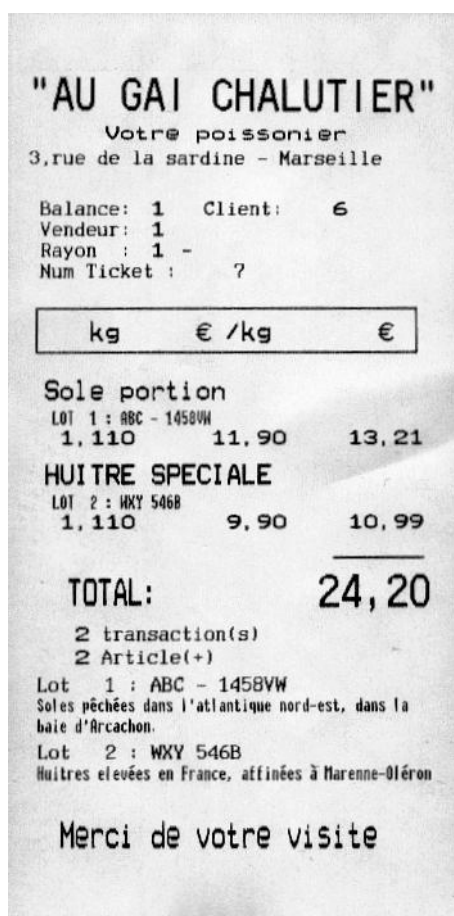 "AU GAI CHALUTIER"
Votre poissonier
3,rue de la sardine - Marseille
Balance: 1 Client: 6
Vendeur: 1
Rayon : 1 -
Num Ticket : 7
kg € /kg €
Sole portion
LOT 1 : ABC - 1458VW
1,110 11,90 13,21
HUITRE SPECIALE
LOT 2 : WXY 546B
1,110 9,90 10,99
TOTAL: 24,20
2 transaction(s)
2 Article(+)
Lot 1 : ABC - 1458VW
Soles pêchées dans l'atlantique nord-est, dans la
baie d'Arcachon.
Lot 2 : WXY 546B
Huitres elevées en France, affinées à Marenne-Oléron
Merci de votre visite